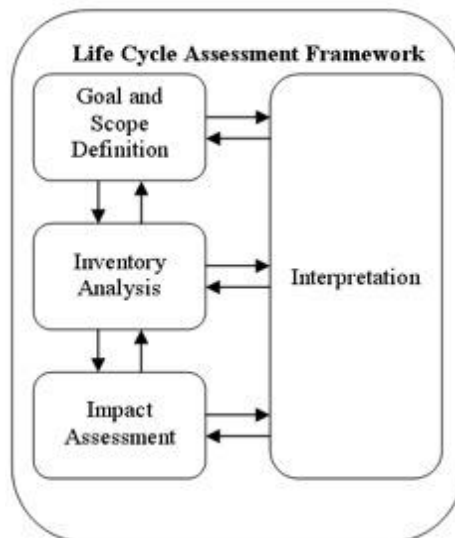 Life Cycle Assessment Framework
Goal and
Scope
Definition
Inventory
Analysis
Interpretation
Impact
Assessment